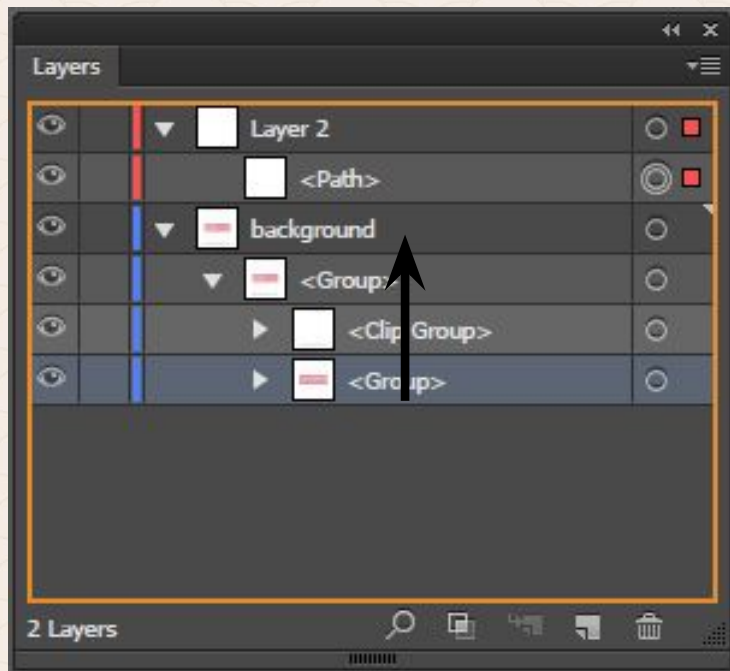 Layers
Layer 2
<Path>
background
<Group>
<Clip Group>
<Group>
2 Layers